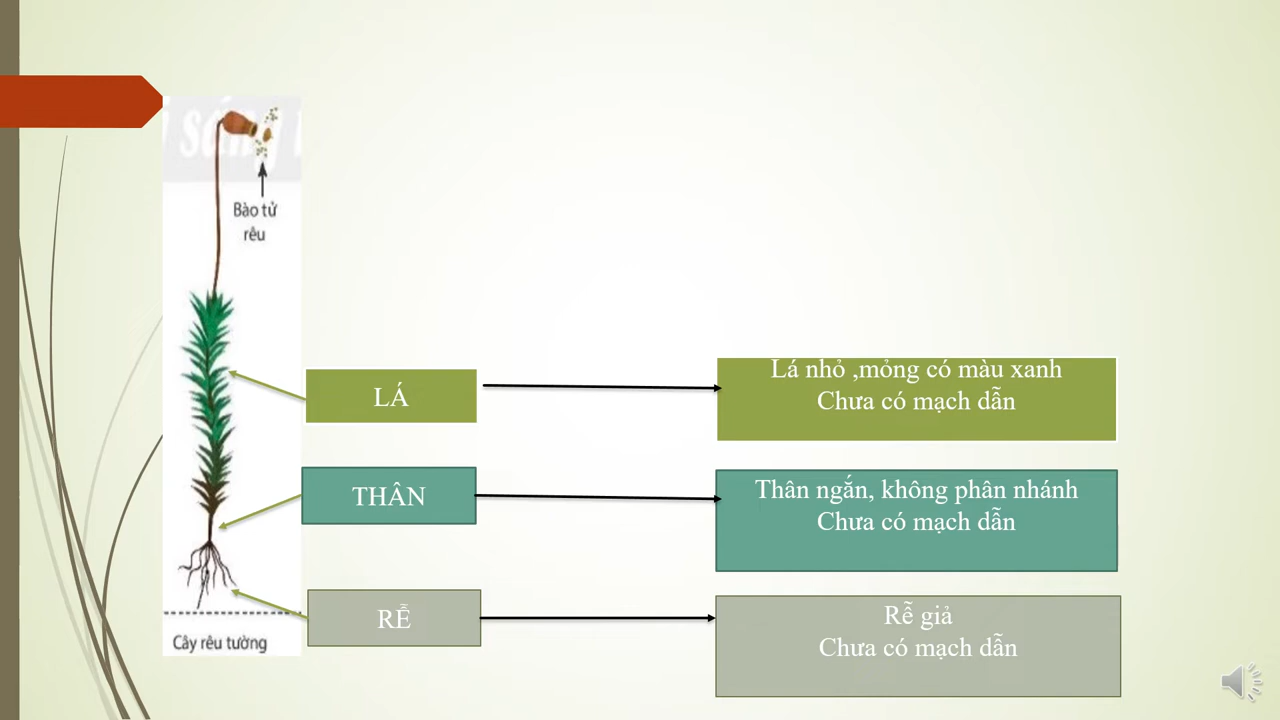 sáng
Bào tử
rêu
LÁ
Lá nhỏ ,mỏng có màu xanh
Chưa có mạch dẫn
THÂN
Thân ngắn, không phân nhánh
Chưa có mạch dẫn
RỄ
Rễ giả
Chưa có mạch dẫn
Cây rêu tường